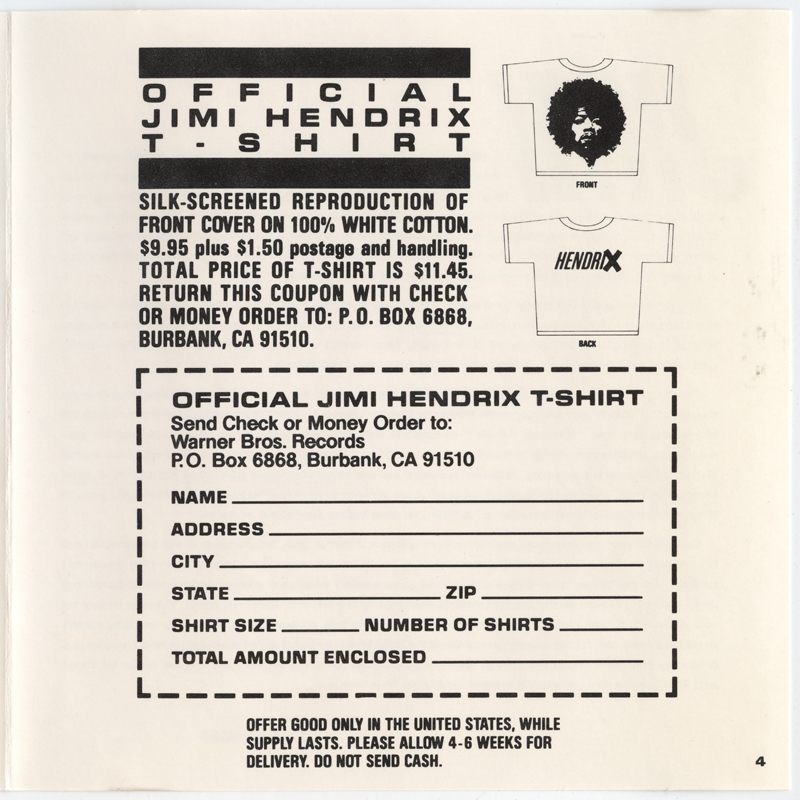 OFFICIAL
JIMI HENDRIX
T-SHIRT
SILK-SCREENED REPRODUCTION OF
FRONT COVER ON 100% WHITE COTTON.
$9.95 plus $1.50 postage and handling.
TOTAL PRICE OF T-SHIRT IS $11.45.
RETURN THIS COUPON WITH CHECK
OR MONEY ORDER TO: P.O. BOX 6868,
BURBANK, CA 91510.
FRONT
HENDRIX
BACK
OFFICIAL JIMI HENDRIX T-SHIRT
Send Check or Money Order to:
Warner Bros. Records
P.O. Box 6868, Burbank, CA 91510
NAME
ADDRESS
CITY
STATE ZIP
SHIRT SIZE NUMBER OF SHIRTS
TOTAL AMOUNT ENCLOSED
OFFER GOOD ONLY IN THE UNITED STATES, WHILE
SUPPLY LASTS. PLEASE ALLOW 4-6 WEEKS FOR
DELIVERY. DO NOT SEND CASH.
4